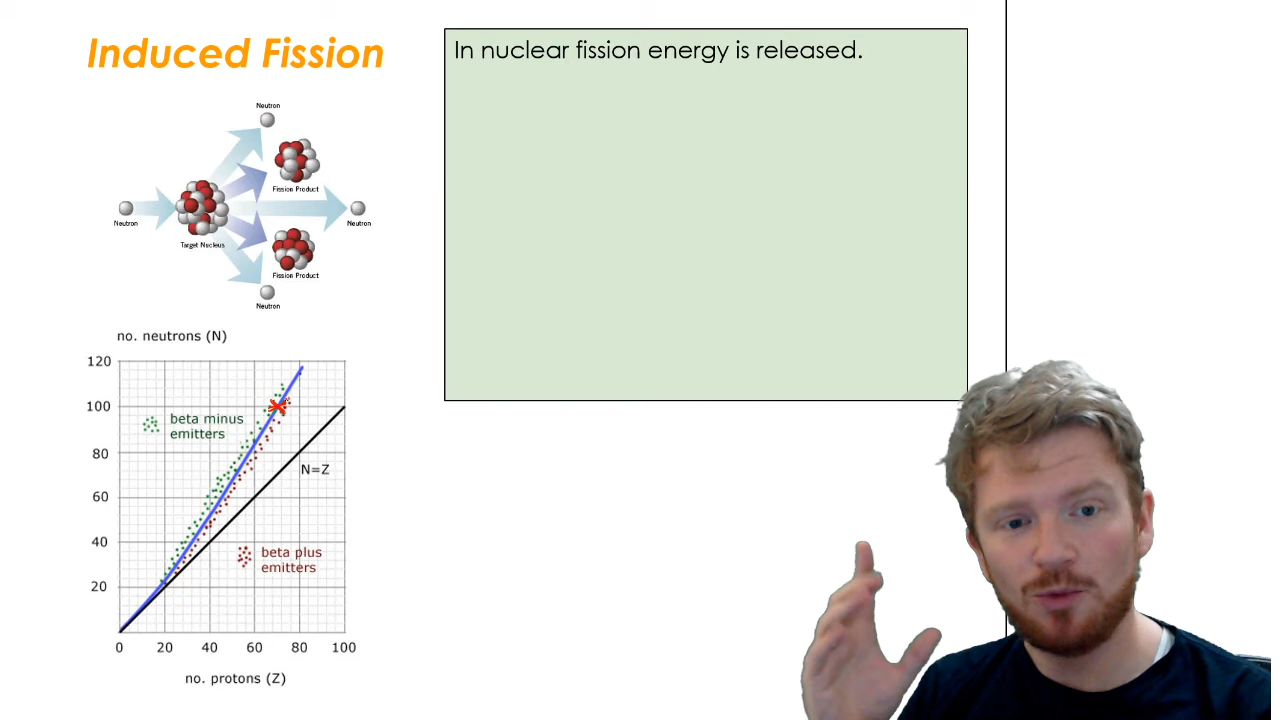 Induced Fission
In nuclear fission energy is released.
Neutron
Fission Product
Neutron
Target Nucleus
Neutron
Fission Product
Neutron
no. neutrons (N)
120
100
80
60
40
20
beta minus
emitters
N=Z
beta plus
emitters
0 20 40 60 80 100
no. protons (Z)